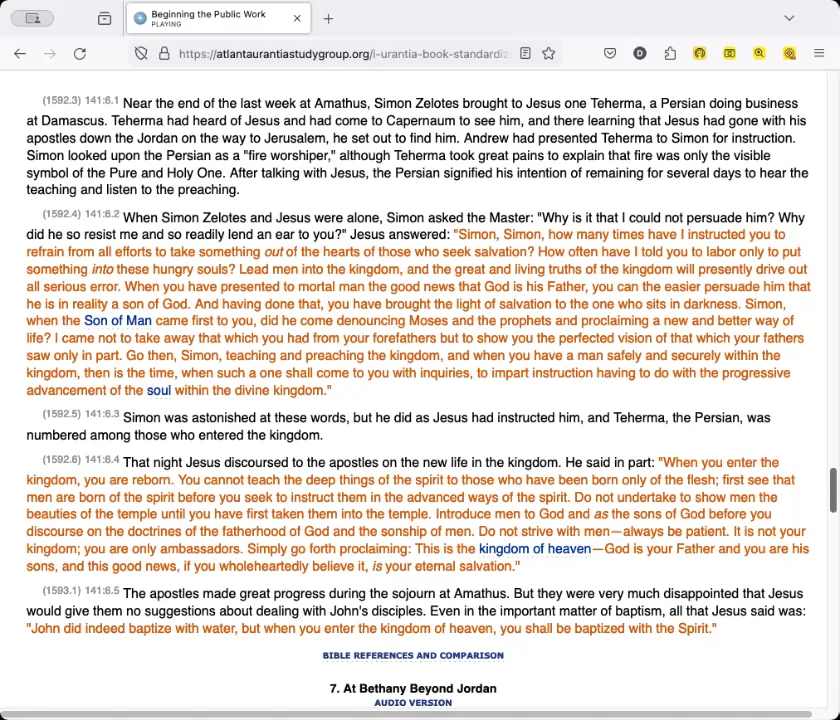 Beginning the Public Work
PLAYING
https://atlantaurantiastudygroup.org/i-urantia-book-standardiz
(1592.3) 141:6.1 Near the end of the last week at Amathus, Simon Zelotes brought to Jesus one Teherma, a Persian doing business
at Damascus. Teherma had heard of Jesus and had come to Capernaum to see him, and there learning that Jesus had gone with his
apostles down the Jordan on the way to Jerusalem, he set out to find him. Andrew had presented Teherma to Simon for instruction.
Simon looked upon the Persian as a "fire worshiper," although Teherma took great pains to explain that fire was only the visible
symbol of the Pure and Holy One. After talking with Jesus, the Persian signified his intention of remaining for several days to hear the
teaching and listen to the preaching.
(1592.4) 141:6.2 When Simon Zelotes and Jesus were alone, Simon asked the Master: "Why is it that I could not persuade him? Why
did he so resist me and so readily lend an ear to you?" Jesus answered: "Simon, Simon, how many times have I instructed you to
refrain from all efforts to take something out of the hearts of those who seek salvation? How often have I told you to labor only to put
something into these hungry souls? Lead men into the kingdom, and the great and living truths of the kingdom will presently drive out
all serious error. When you have presented to mortal man the good news that God is his Father, you can the easier persuade him that
he is in reality a son of God. And having done that, you have brought the light of salvation to the one who sits in darkness. Simon,
when the Son of Man came first to you, did he come denouncing Moses and the prophets and proclaiming a new and better way of
life? I came not to take away that which you had from your forefathers but to show you the perfected vision of that which your fathers
saw only in part. Go then, Simon, teaching and preaching the kingdom, and when you have a man safely and securely within the
kingdom, then is the time, when such a one shall come to you with inquiries, to impart instruction having to do with the progressive
advancement of the soul within the divine kingdom."
(1592.5) 141:6.3 Simon was astonished at these words, but he did as Jesus had instructed him, and Teherma, the Persian, was
numbered among those who entered the kingdom.
(1592.6) 141:6.4 That night Jesus discoursed to the apostles on the new life in the kingdom. He said in part: "When you enter the
kingdom, you are reborn. You cannot teach the deep things of the spirit to those who have been born only of the flesh; first see that
men are born of the spirit before you seek to instruct them in the advanced ways of the spirit. Do not undertake to show men the
beauties of the temple until you have first taken them into the temple. Introduce men to God and as the sons of God before you
discourse on the doctrines of the fatherhood of God and the sonship of men. Do not strive with men—always be patient. It is not your
kingdom; you are only ambassadors. Simply go forth proclaiming: This is the kingdom of heaven—God is your Father and you are his
sons, and this good news, if you wholeheartedly believe it, is your eternal salvation."
(1593.1) 141:6.5 The apostles made great progress during the sojourn at Amathus. But they were very much disappointed that Jesus
would give them no suggestions about dealing with John's disciples. Even in the important matter of baptism, all that Jesus said was:
"John did indeed baptize with water, but when you enter the kingdom of heaven, you shall be baptized with the Spirit."
BIBLE REFERENCES AND COMPARISON
7. At Bethany Beyond Jordan
AUDIO VERSION